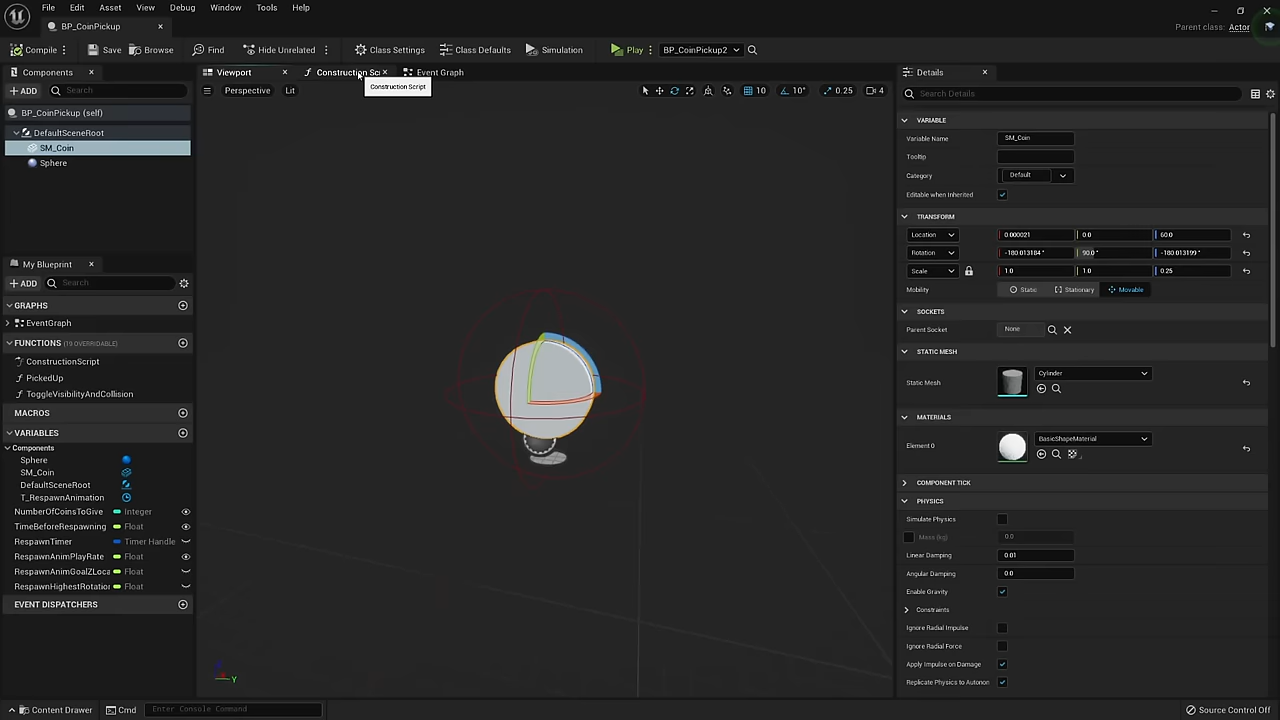 File Edit Asset View Debug Window Tools Help
BP_CoinPickup
Parent class: Actor
Compile Save Browse Find Hide Unrelated Class Settings Class Defaults Simulation Play BP_CoinPickup2
Components
ADD Search
BP_CoinPickup (self)
DefaultSceneRoot
SM_Coin
Sphere
My Blueprint
ADD Search
GRAPHS
EventGraph
FUNCTIONS (19 OVERRIDABLE)
ConstructionScript
PickedUp
ToggleVisibilityAndCollision
MACROS
VARIABLES
Components
Sphere
SM_Coin
DefaultSceneRoot
T_RespawnAnimation
NumberOfCoinsToGive Integer
TimeBeforeRespawning Float
RespawnTimer Timer Handle
RespawnAnimPlayRate Float
RespawnAnimGoalZLoca Float
RespawnHighestRotation Float
EVENT DISPATCHERS
Viewport Construction Sc Event Graph
Construction Script
Perspective Lit 10 10° 0.25 4
Y
Details
Search Details
VARIABLE
Variable Name SM_Coin
Tooltip
Category Default
Editable when Inherited
TRANSFORM
Location 0.000021 0.0 60.0
Rotation -180.013184° 90.0° -180.013199°
Scale 1.0 1.0 0.25
Mobility Static Stationary Movable
SOCKETS
Parent Socket None
STATIC MESH
Static Mesh Cylinder
MATERIALS
Element 0 BasicShapeMaterial
COMPONENT TICK
PHYSICS
Simulate Physics
Mass (kg) 0.0
Linear Damping 0.01
Angular Damping 0.0
Enable Gravity
Constraints
Ignore Radial Impulse
Ignore Radial Force
Apply Impulse on Damage
Replicate Physics to Autonon
Content Drawer Cmd Enter Console Command
Source Control Off